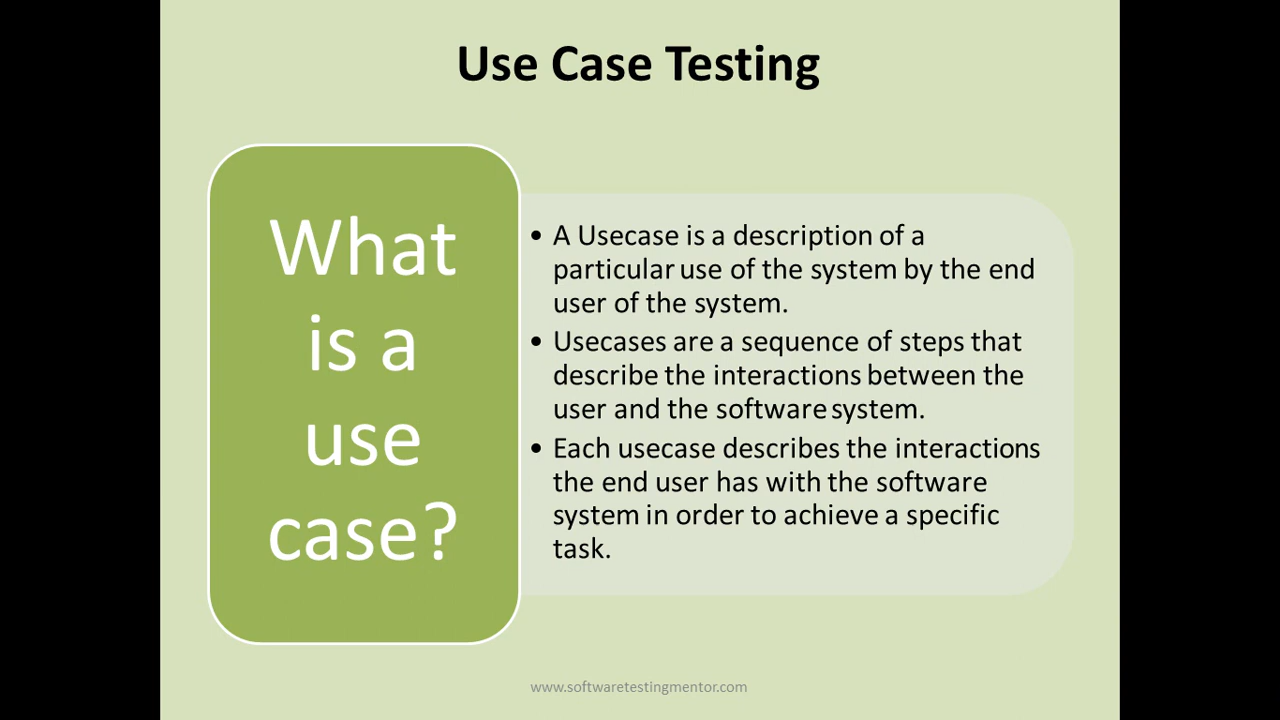 Use Case Testing
What
is a
use
case?
• A Usecase is a description of a
particular use of the system by the end
user of the system.
• Usecases are a sequence of steps that
describe the interactions between the
user and the software system.
• Each usecase describes the interactions
the end user has with the software
system in order to achieve a specific
task.
www.softwaretestingmentor.com